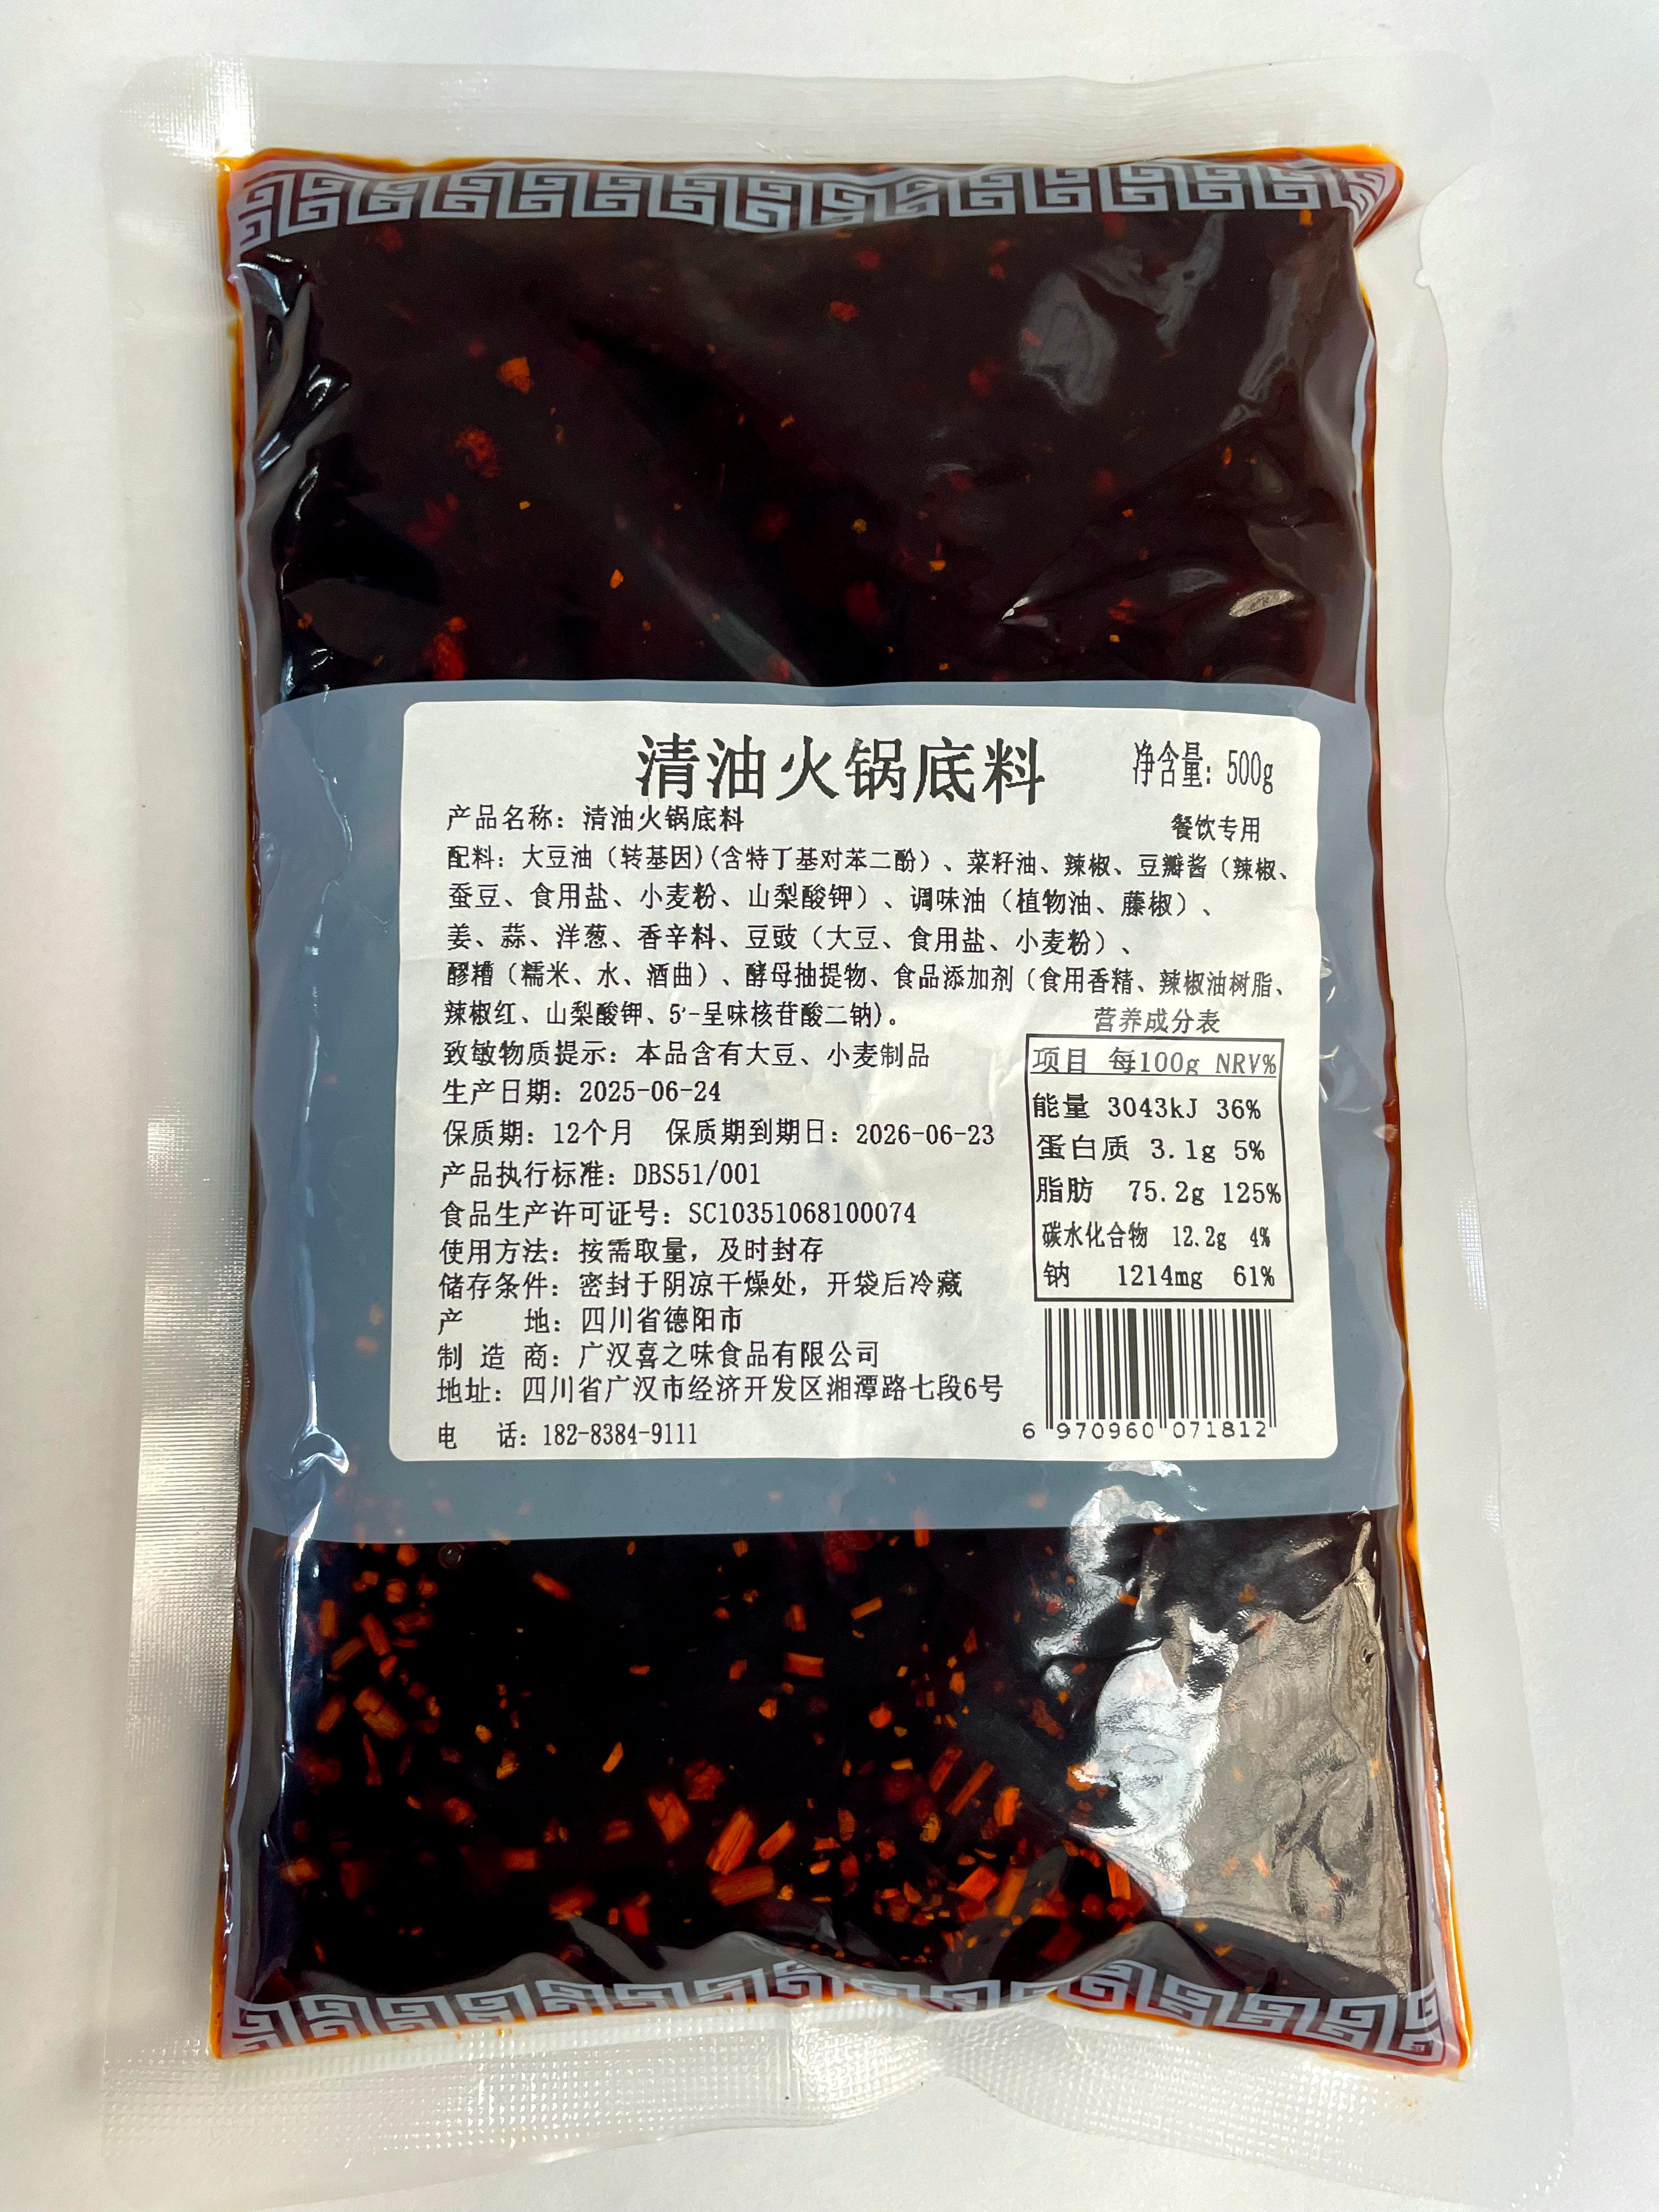 清油火锅底料
净含量：500g
产品名称：清油火锅底料
餐饮专用
配料：大豆油（转基因）(含特丁基对苯二酚）、菜籽油、辣椒、豆瓣酱（辣椒、
蚕豆、食用盐、小麦粉、山梨酸钾）、调味油（植物油、藤椒）、
姜、蒜、洋葱、香辛料、豆豉（大豆、食用盐、小麦粉）、
醪糟（糯米、水、酒曲）、酵母抽提物、食品添加剂（食用香精、辣椒油树脂、
辣椒红、山梨酸钾、5'-呈味核苷酸二钠)。
致敏物质提示：本品含有大豆、小麦制品
生产日期：2025-06-24
保质期：12个月 保质期到期日：2026-06-23
产品执行标准：DBS51/001
食品生产许可证号：SC10351068100074
使用方法：按需取量，及时封存
储存条件：密封于阴凉干燥处，开袋后冷藏
产 地：四川省德阳市
制 造 商：广汉喜之味食品有限公司
地址：四川省广汉市经济开发区湘潭路七段6号
电 话：182-8384-9111
营养成分表
项目 每100g NRV%
能量 3043kJ 36%
蛋白质 3.1g 5%
脂肪 75.2g 125%
碳水化合物 12.2g 4%
钠 1214mg 61%
6 970960 071812